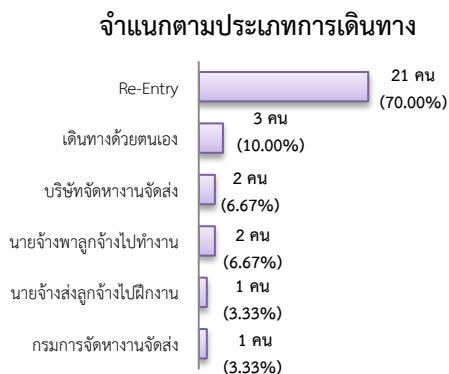 จำแนกตามประเภทการเดินทาง
Re-Entry
21 คน
(70.00%)
เดินทางด้วยตนเอง
3 คน
(10.00%)
บริษัทจัดหางานจัดส่ง
2 คน
(6.67%)
นายจ้างพาลูกจ้างไปทำงาน
2 คน
(6.67%)
นายจ้างส่งลูกจ้างไปฝึกงาน
1 คน
(3.33%)
กรมการจัดหางานจัดส่ง
1 คน
(3.33%)